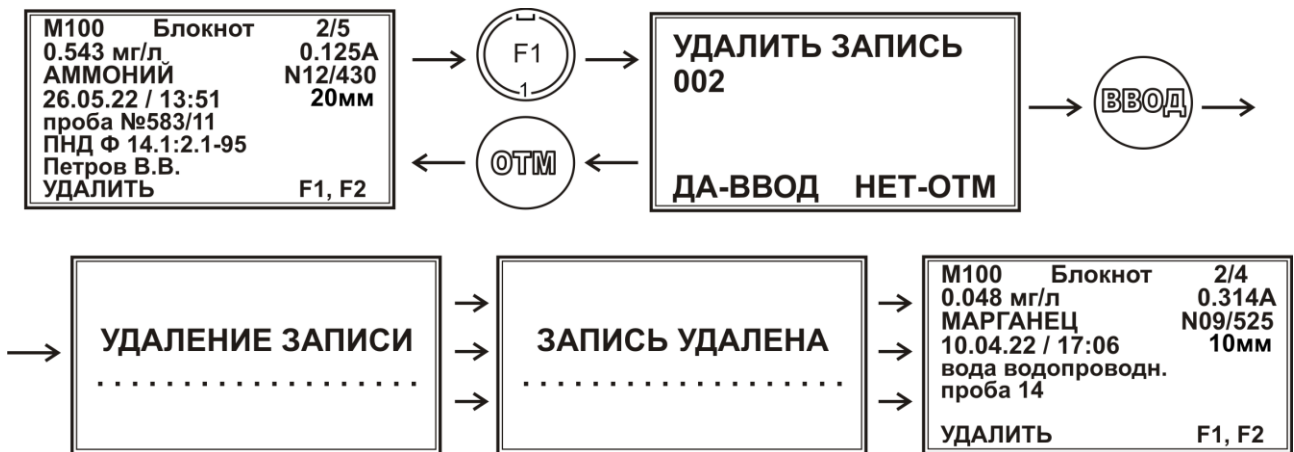 М100 Блокнот 2/5
0.543 мг/л 0.125А
АММОНИЙ N12/430
26.05.22 / 13:51 20мм
проба №583/11
ПНД Ф 14.1:2.1-95
Петров В.В.
УДАЛИТЬ F1, F2
F1
1
ОТМ
УДАЛИТЬ ЗАПИСЬ
002
ДА-ВВОД НЕТ-ОТМ
ВВОД
УДАЛЕНИЕ ЗАПИСИ
ЗАПИСЬ УДАЛЕНА
М100 Блокнот 2/4
0.048 мг/л 0.314А
МАРГАНЕЦ N09/525
10.04.22 / 17:06 10мм
вода водопроводн.
проба 14
УДАЛИТЬ F1, F2